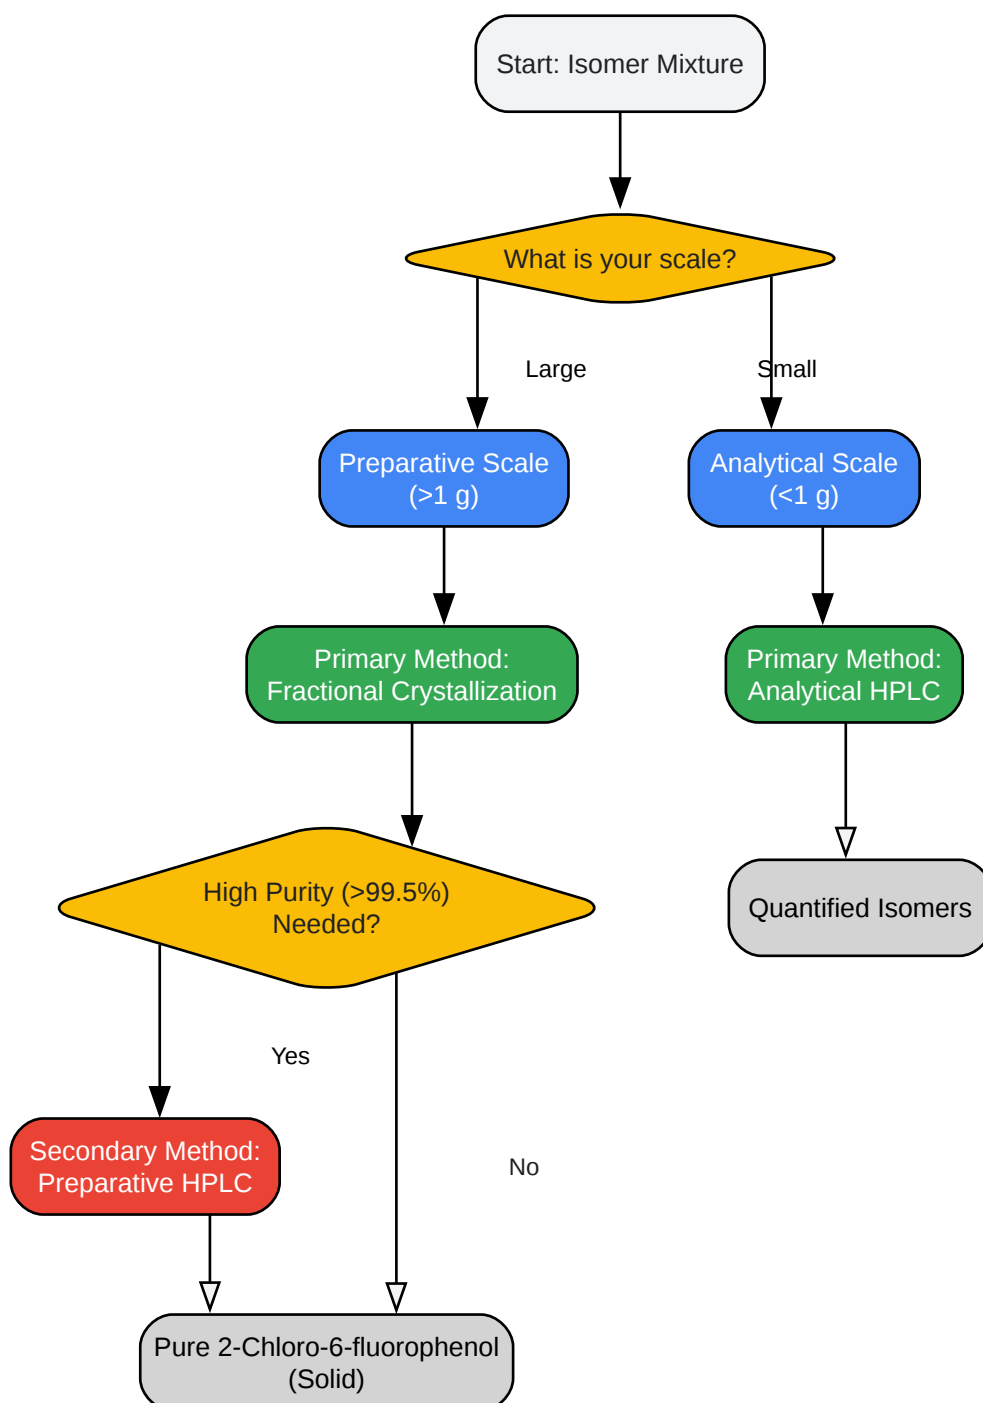 Start: Isomer Mixture
What is your scale?
Large
Small
Preparative Scale
(>1 g)
Analytical Scale
(<1 g)
Primary Method:
Fractional Crystallization
Primary Method:
Analytical HPLC
High Purity (>99.5%)
Needed?
Quantified Isomers
Yes
No
Secondary Method:
Preparative HPLC
Pure 2-Chloro-6-fluorophenol
(Solid)